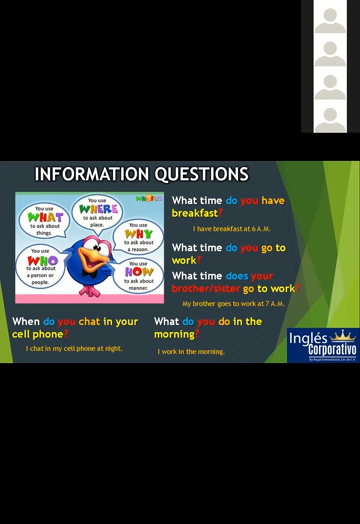 INFORMATION QUESTIONS
You use
WHAT
to ask about
things.
You use
WHERE
to ask about
place.
You use
WHY
to ask about
a reason.
You use
WHO
to ask about
a person or
people.
You use
HOW
to ask about
manner.
What time do you have
breakfast?
I have breakfast at 6 A.M.
What time do you go to
work?
What time does your
brother/sister go to work?
My brother goes to work at 7 A.M.
When do you chat in your
cell phone?
I chat in my cell phone at night.
What do you do in the
morning?
I work in the morning.
Inglés
Corporativo